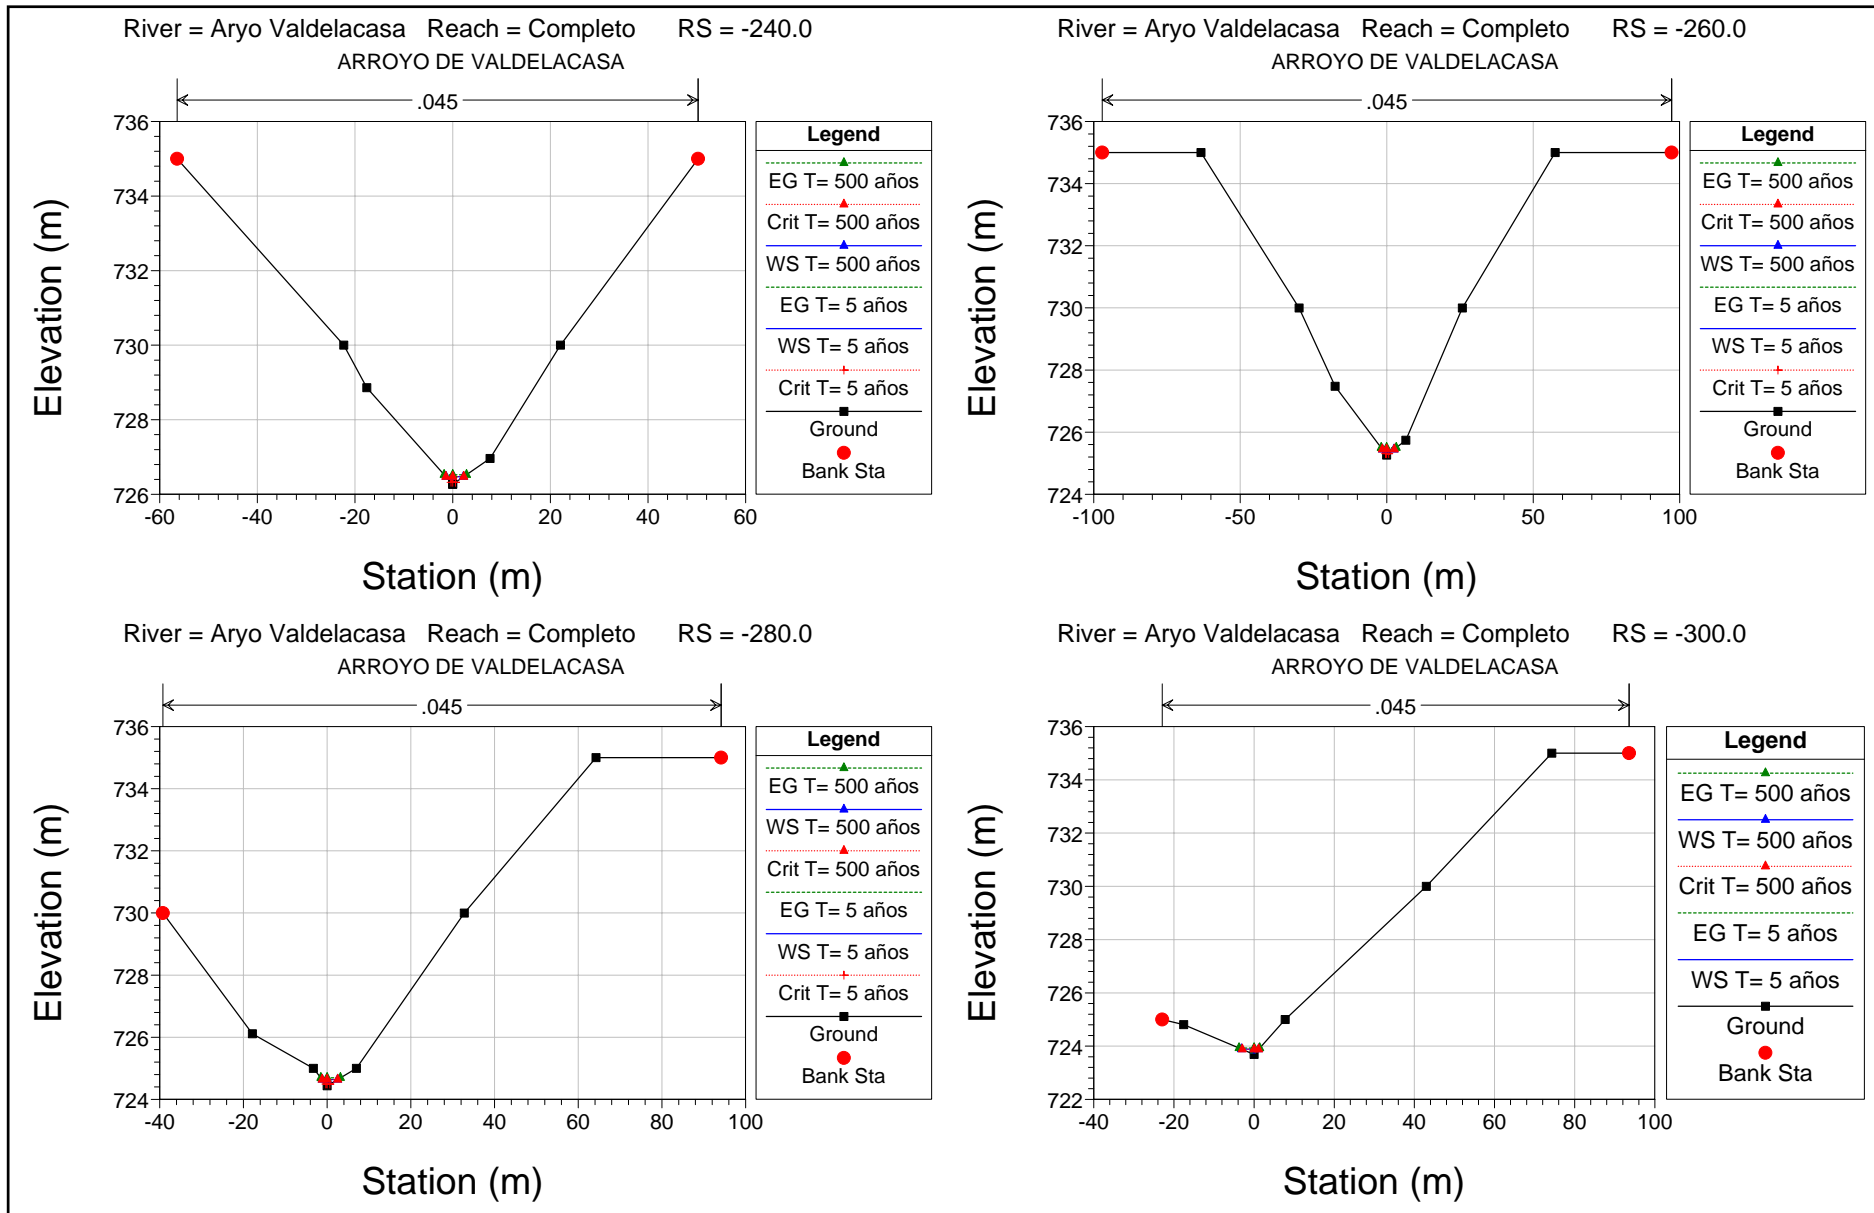 River = Aryo Valdelacasa   Reach = Completo   RS = -240.0
ARROYO DE VALDELACASA
.045
736
734
732
730
728
726
-60 -40 -20 0 20 40 60
Elevation (m)
Station (m)
Legend
EG T= 500 años
Crit T= 500 años
WS T= 500 años
EG T= 5 años
WS T= 5 años
Crit T= 5 años
Ground
Bank Sta
River = Aryo Valdelacasa   Reach = Completo   RS = -260.0
ARROYO DE VALDELACASA
.045
736
734
732
730
728
726
724
-100 -50 0 50 100
Elevation (m)
Station (m)
Legend
EG T= 500 años
Crit T= 500 años
WS T= 500 años
EG T= 5 años
WS T= 5 años
Crit T= 5 años
Ground
Bank Sta
River = Aryo Valdelacasa   Reach = Completo   RS = -280.0
ARROYO DE VALDELACASA
.045
736
734
732
730
728
726
724
-40 -20 0 20 40 60 80 100
Elevation (m)
Station (m)
Legend
EG T= 500 años
WS T= 500 años
Crit T= 500 años
EG T= 5 años
WS T= 5 años
Crit T= 5 años
Ground
Bank Sta
River = Aryo Valdelacasa   Reach = Completo   RS = -300.0
ARROYO DE VALDELACASA
.045
736
734
732
730
728
726
724
722
-40 -20 0 20 40 60 80 100
Elevation (m)
Station (m)
Legend
EG T= 500 años
WS T= 500 años
Crit T= 500 años
EG T= 5 años
WS T= 5 años
Ground
Bank Sta